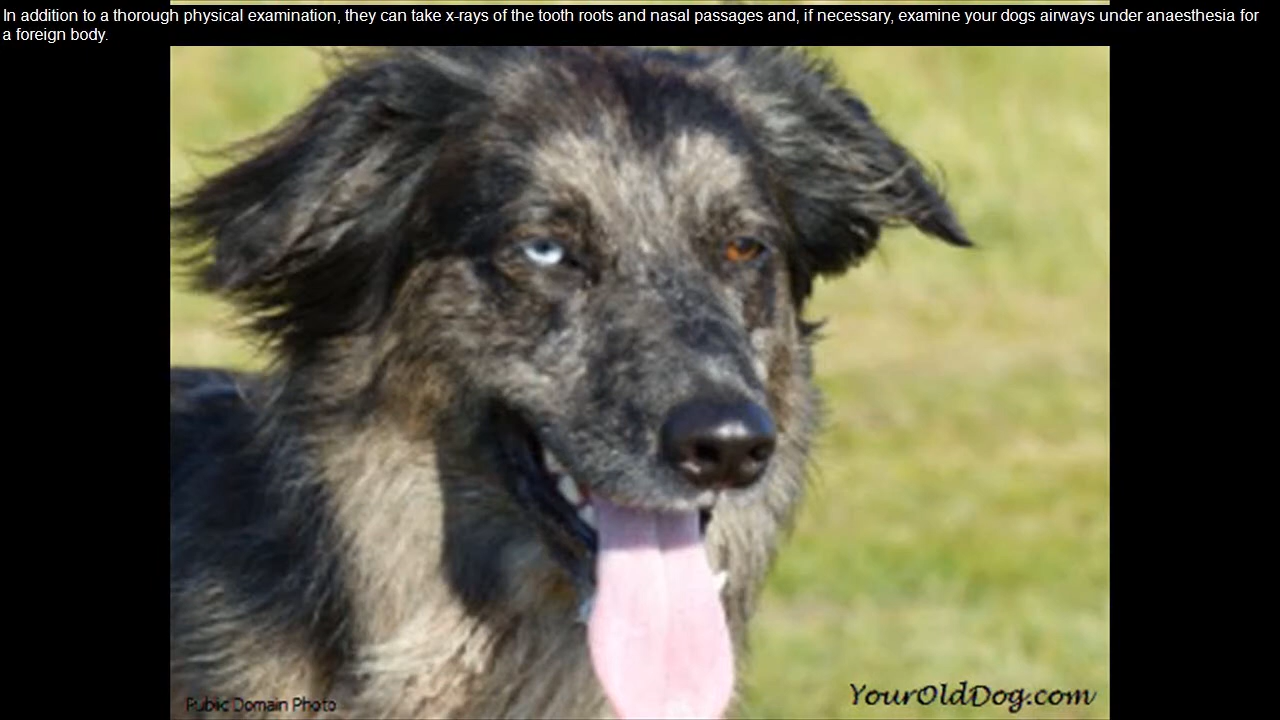 In addition to a thorough physical examination, they can take x-rays of the tooth roots and nasal passages and, if necessary, examine your dogs airways under anaesthesia for
a foreign body.
Public Domain Photo
YourOldDog.com